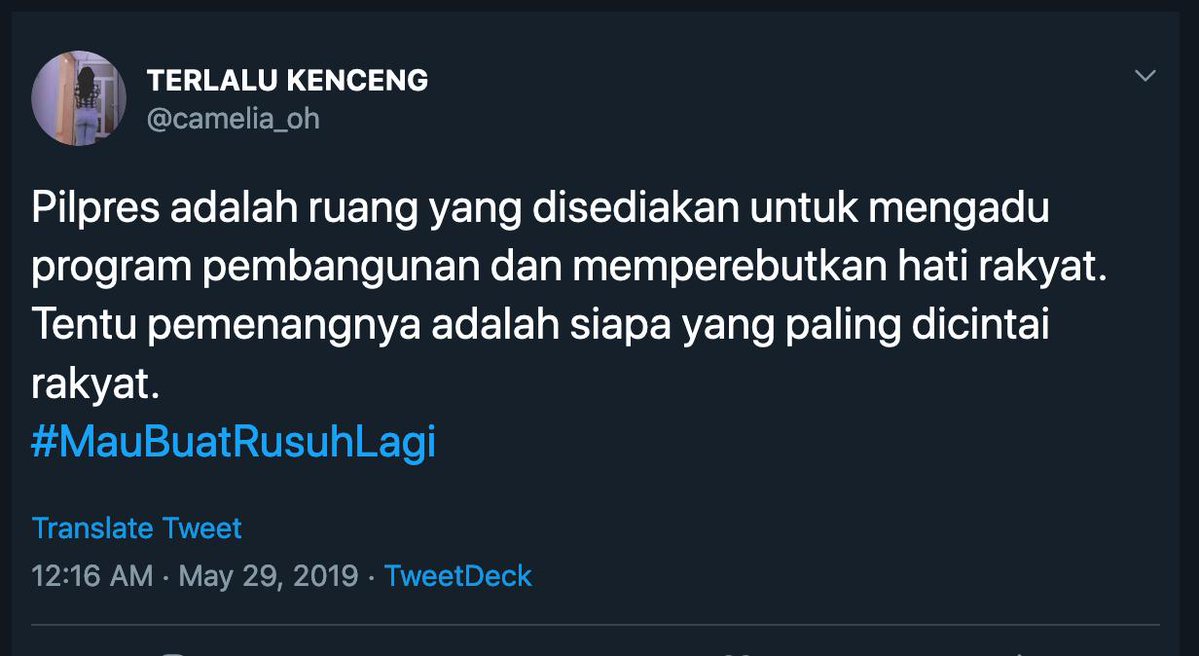 TERLALU KENCENG
@camelia_oh
Pilpres adalah ruang yang disediakan untuk mengadu
program pembangunan dan memperebutkan hati rakyat.
Tentu pemenangnya adalah siapa yang paling dicintai
rakyat.
#MauBuatRusuhLagi
Translate Tweet
12:16 AM · May 29, 2019 · TweetDeck